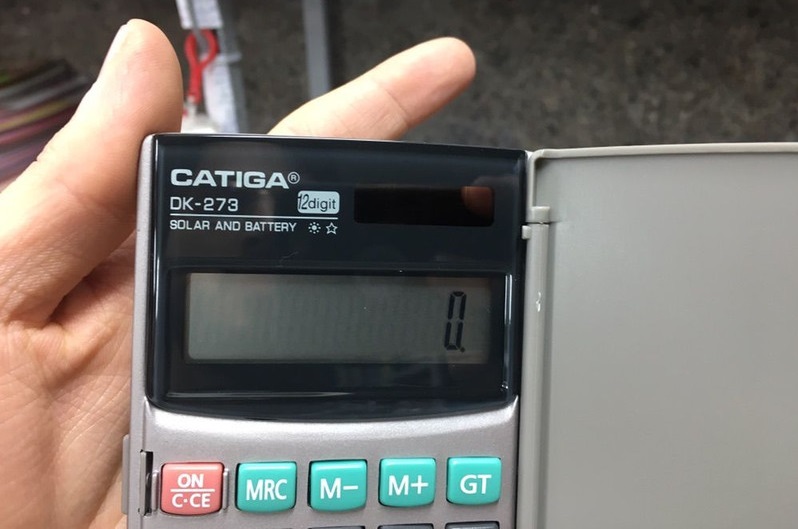 CATIGA®
DK-273 12digit
SOLAR AND BATTERY
0.
ON
C·CE
MRC
M−
M+
GT